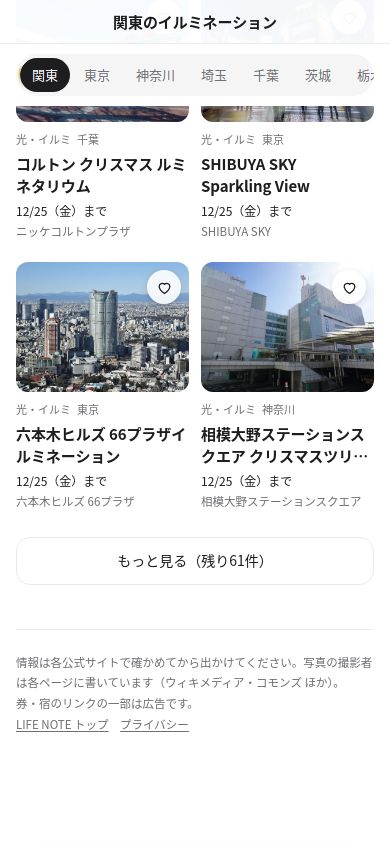 関東のイルミネーション
関東 東京 神奈川 埼玉 千葉 茨城
光・イルミ 千葉
コルトン クリスマス ルミ
ネタリウム
12/25（金）まで
ニッケコルトンプラザ
光・イルミ 東京
SHIBUYA SKY
Sparkling View
12/25（金）まで
SHIBUYA SKY
光・イルミ 東京
六本木ヒルズ 66プラザイ
ルミネーション
12/25（金）まで
六本木ヒルズ 66プラザ
光・イルミ 神奈川
相模大野ステーションス
クエア クリスマスツリ…
12/25（金）まで
相模大野ステーションスクエア
もっと見る（残り61件）
情報は各公式サイトで確かめてから出かけてください。写真の撮影者
は各ページに書いています（ウィキメディア・コモンズ ほか）。
券・宿のリンクの一部は広告です。
LIFE NOTE トップ プライバシー